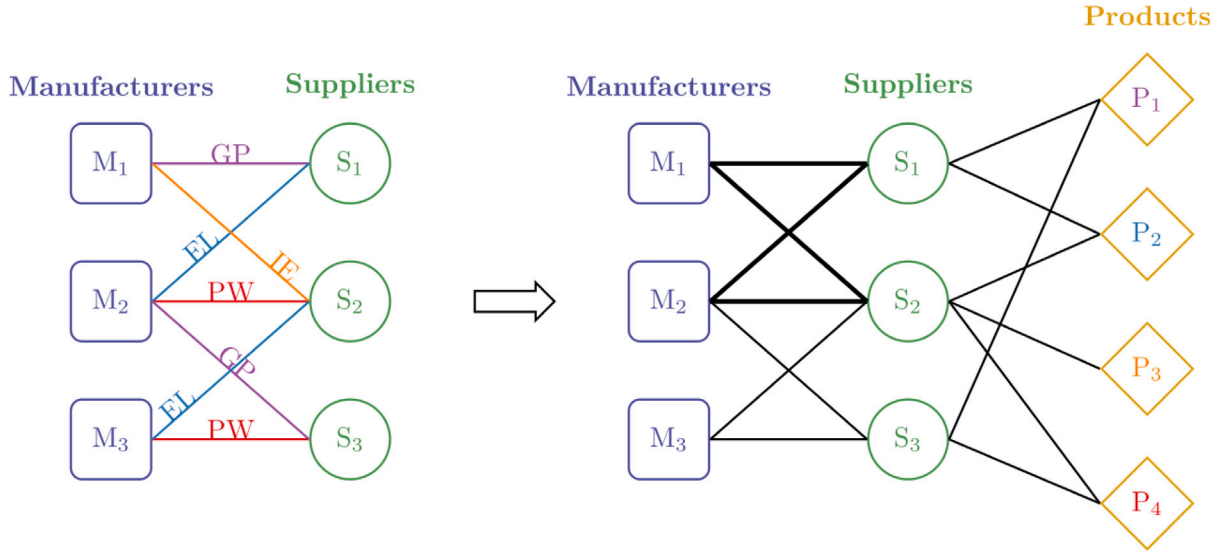 Products
Manufacturers Suppliers Manufacturers Suppliers
P₁
M₁ GP S₁ M₁ S₁
EL IE P₂
M₂ PW S₂ M₂ S₂
GP P₃
EL
M₃ PW S₃ M₃ S₃
P₄